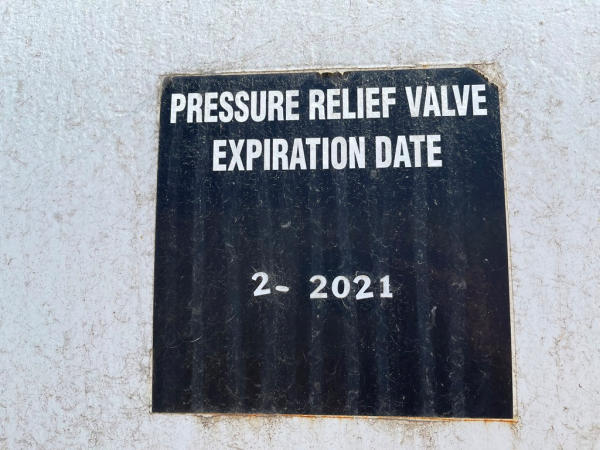 PRESSURE RELIEF VALVE
EXPIRATION DATE
2- 2021